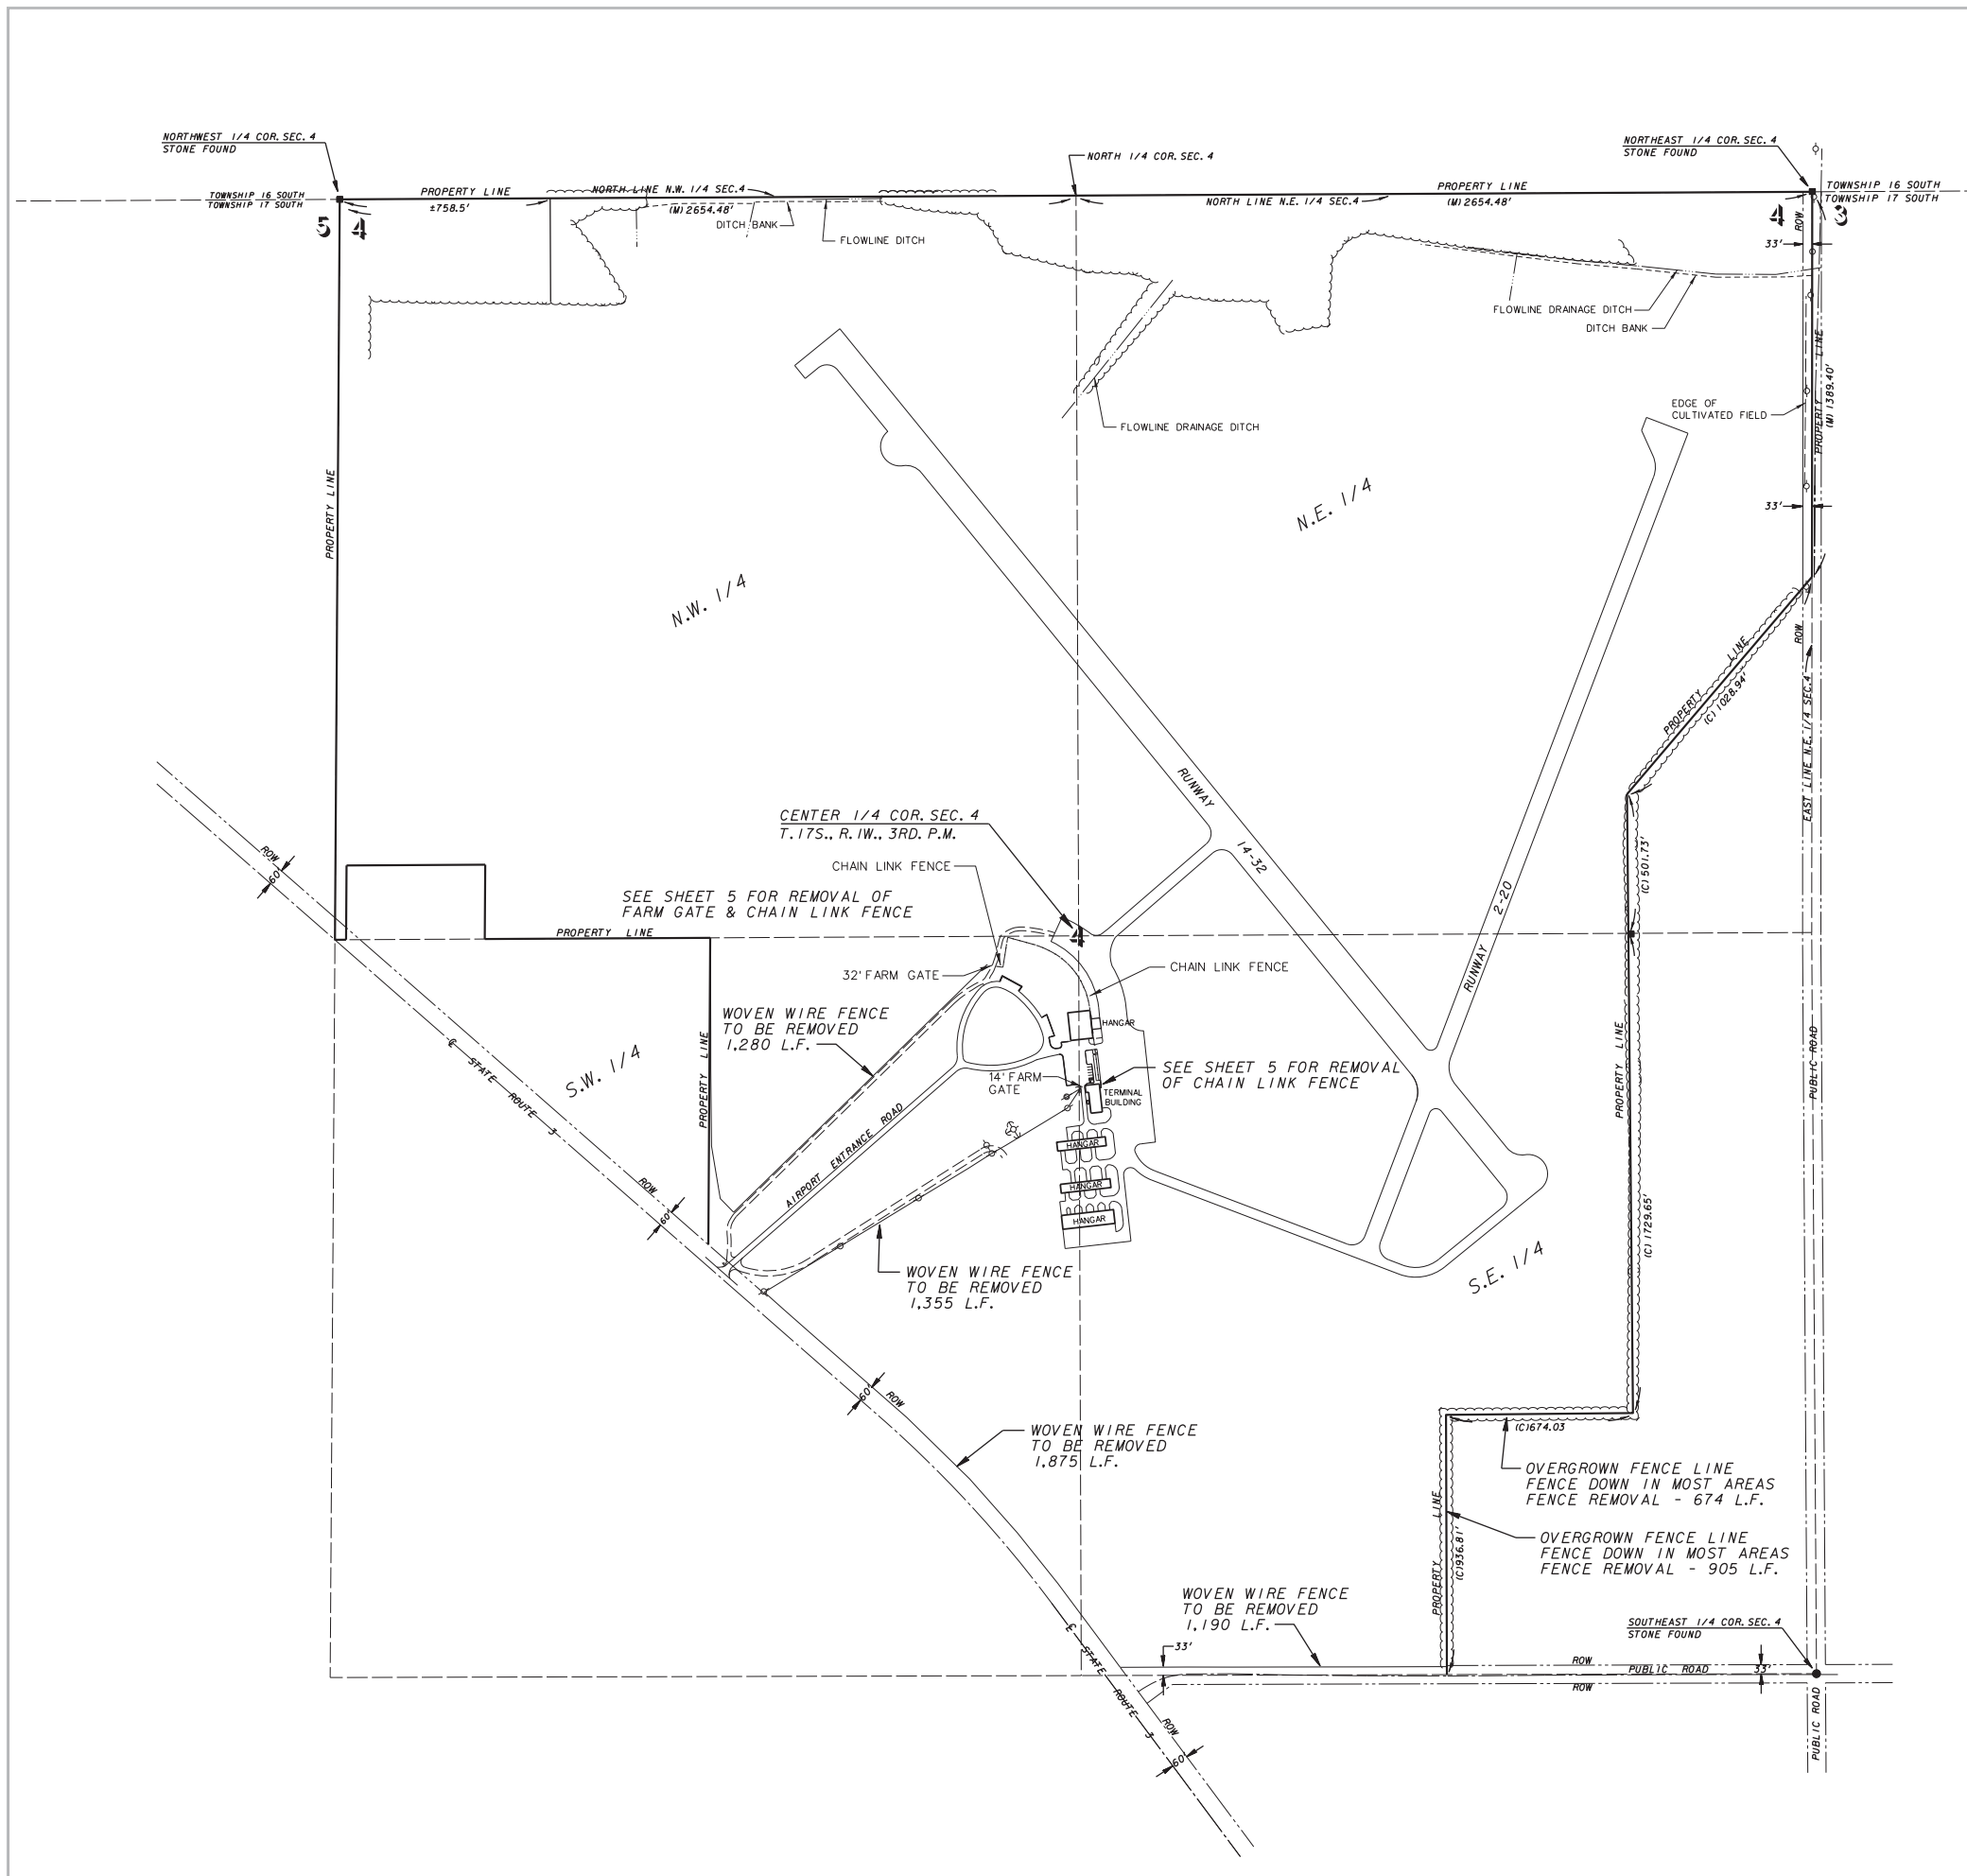 NORTHWEST 1/4 COR. SEC. 4
STONE FOUND
NORTH 1/4 COR. SEC. 4
NORTHEAST 1/4 COR. SEC. 4
STONE FOUND
TOWNSHIP 16 SOUTH
TOWNSHIP 17 SOUTH
PROPERTY LINE
±758.5'
NORTH LINE N.W. 1/4 SEC.4
(M) 2654.48'
DITCH BANK
FLOWLINE DITCH
NORTH LINE N.E. 1/4 SEC.4
PROPERTY LINE
(M) 2654.48'
TOWNSHIP 16 SOUTH
TOWNSHIP 17 SOUTH
5 4
4 3
ROW
33'
FLOWLINE DRAINAGE DITCH
DITCH BANK
PROPERTY LINE
(M) 1389.40'
EDGE OF
CULTIVATED FIELD
FLOWLINE DRAINAGE DITCH
33'
PROPERTY LINE
N.E. 1/4
N.W. 1/4
ROW
PROPERTY LINE
(C) 1028.94'
EAST LINE N.E. 1/4 SEC.4
RUNWAY
14-32
RUNWAY
2-20
CENTER 1/4 COR. SEC. 4
T. 17S., R. 1W., 3RD. P.M.
CHAIN LINK FENCE
SEE SHEET 5 FOR REMOVAL OF
FARM GATE & CHAIN LINK FENCE
ROW
60'
(C) 501.73'
PROPERTY LINE
4
32' FARM GATE
CHAIN LINK FENCE
WOVEN WIRE FENCE
TO BE REMOVED
1,280 L.F.
HANGAR
PROPERTY LINE
PROPERTY LINE
PUBLIC ROAD
℄ STATE ROUTE 3
S.W. 1/4
SEE SHEET 5 FOR REMOVAL
OF CHAIN LINK FENCE
14' FARM
GATE
TERMINAL
BUILDING
AIRPORT ENTRANCE ROAD
HANGAR
HANGAR
HANGAR
ROW
60'
(C) 1729.65'
S.E. 1/4
WOVEN WIRE FENCE
TO BE REMOVED
1,355 L.F.
60'
ROW
WOVEN WIRE FENCE
TO BE REMOVED
1,875 L.F.
(C)674.03
OVERGROWN FENCE LINE
FENCE DOWN IN MOST AREAS
FENCE REMOVAL - 674 L.F.
PROPERTY LINE
(C)936.81'
OVERGROWN FENCE LINE
FENCE DOWN IN MOST AREAS
FENCE REMOVAL - 905 L.F.
WOVEN WIRE FENCE
TO BE REMOVED
1,190 L.F.
SOUTHEAST 1/4 COR. SEC. 4
STONE FOUND
33'
ROW
PUBLIC ROAD
33'
ROW
℄ STATE ROUTE 3
ROW
60'
PUBLIC ROAD